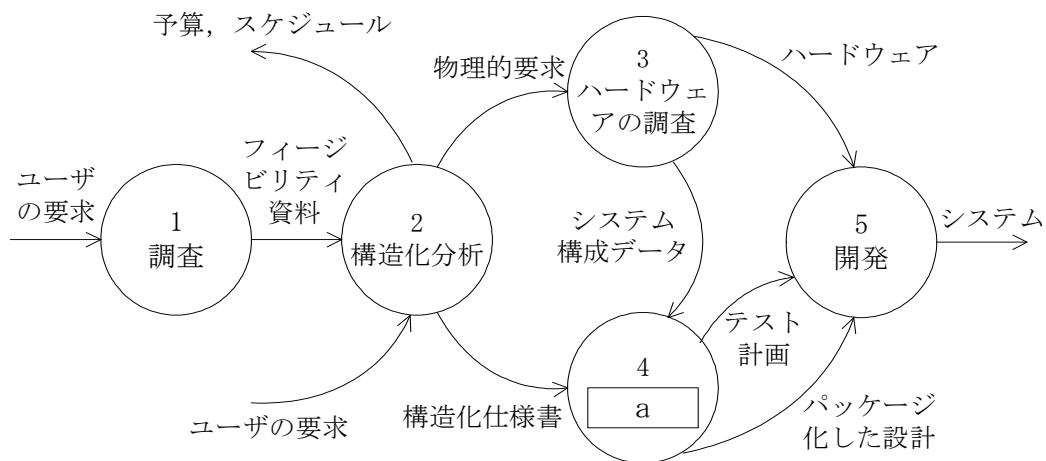 予算，スケジュール
物理的要求
3
ハードウェ
アの調査
ハードウェア
ユーザ
の要求
1
調査
フィージ
ビリティ
資料
2
構造化分析
システム
構成データ
5
開発
システム
ユーザの要求
構造化仕様書
4
a
テスト
計画
パッケージ
化した設計